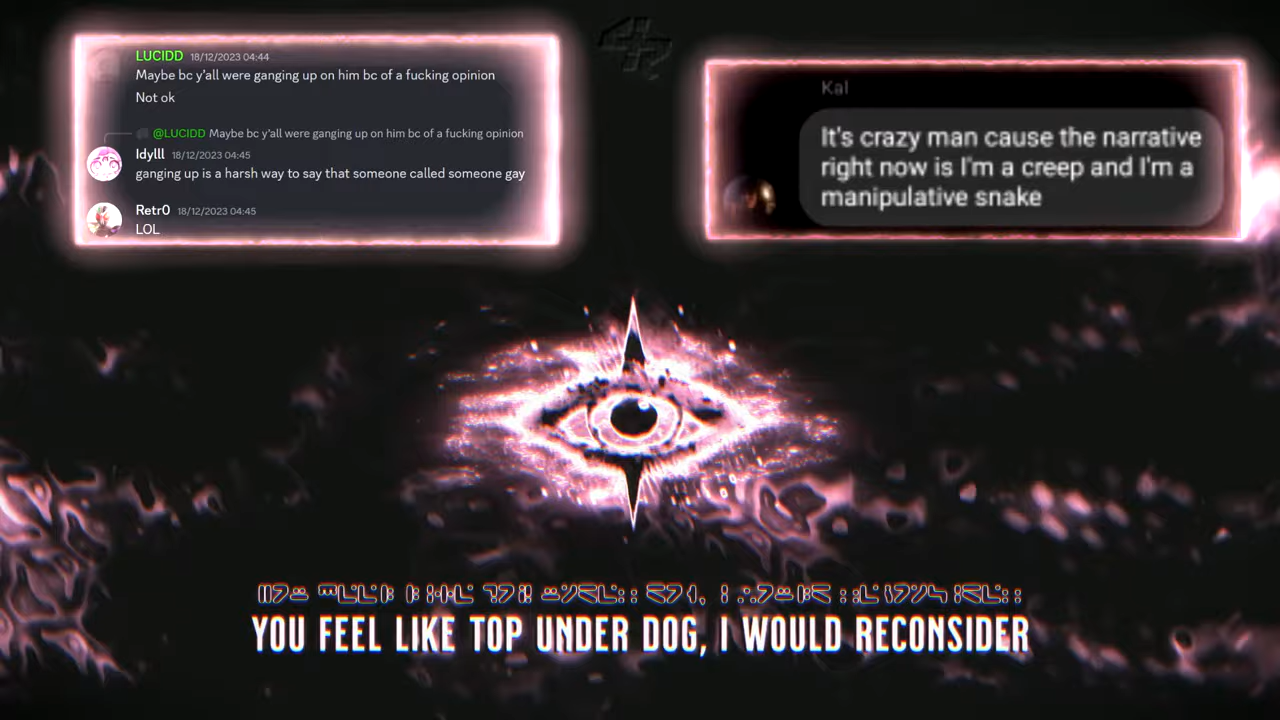 LUCIDD 18/12/2023 04:44
Maybe bc y'all were ganging up on him bc of a fucking opinion
Not ok
@LUCIDD Maybe bc y'all were ganging up on him bc of a fucking opinion
Idylll 18/12/2023 04:45
ganging up is a harsh way to say that someone called someone gay
Retr0 18/12/2023 04:45
LOL
Kal
It's crazy man cause the narrative
right now is I'm a creep and I'm a
manipulative snake
YOU FEEL LIKE TOP UNDER DOG, I WOULD RECONSIDER